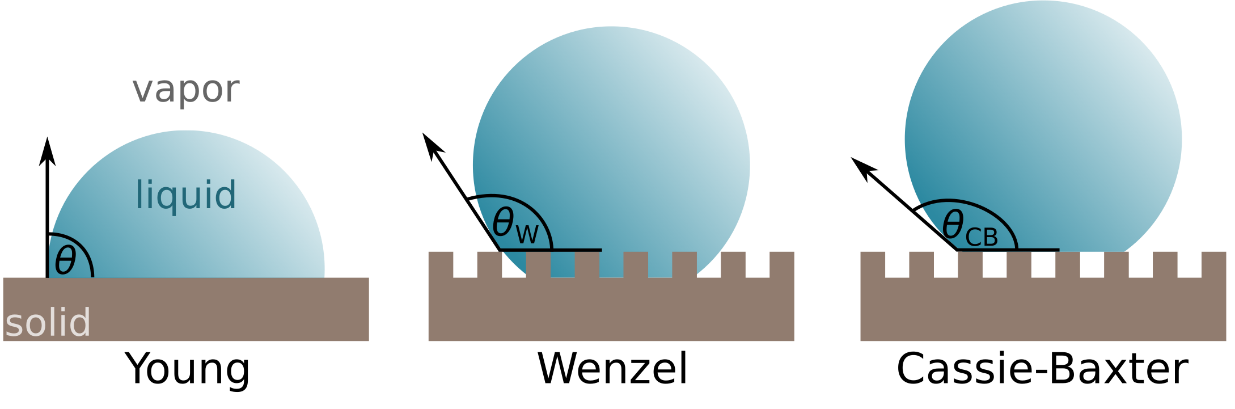 vapor
liquid
θ
solid
Young
θW
Wenzel
θCB
Cassie-Baxter